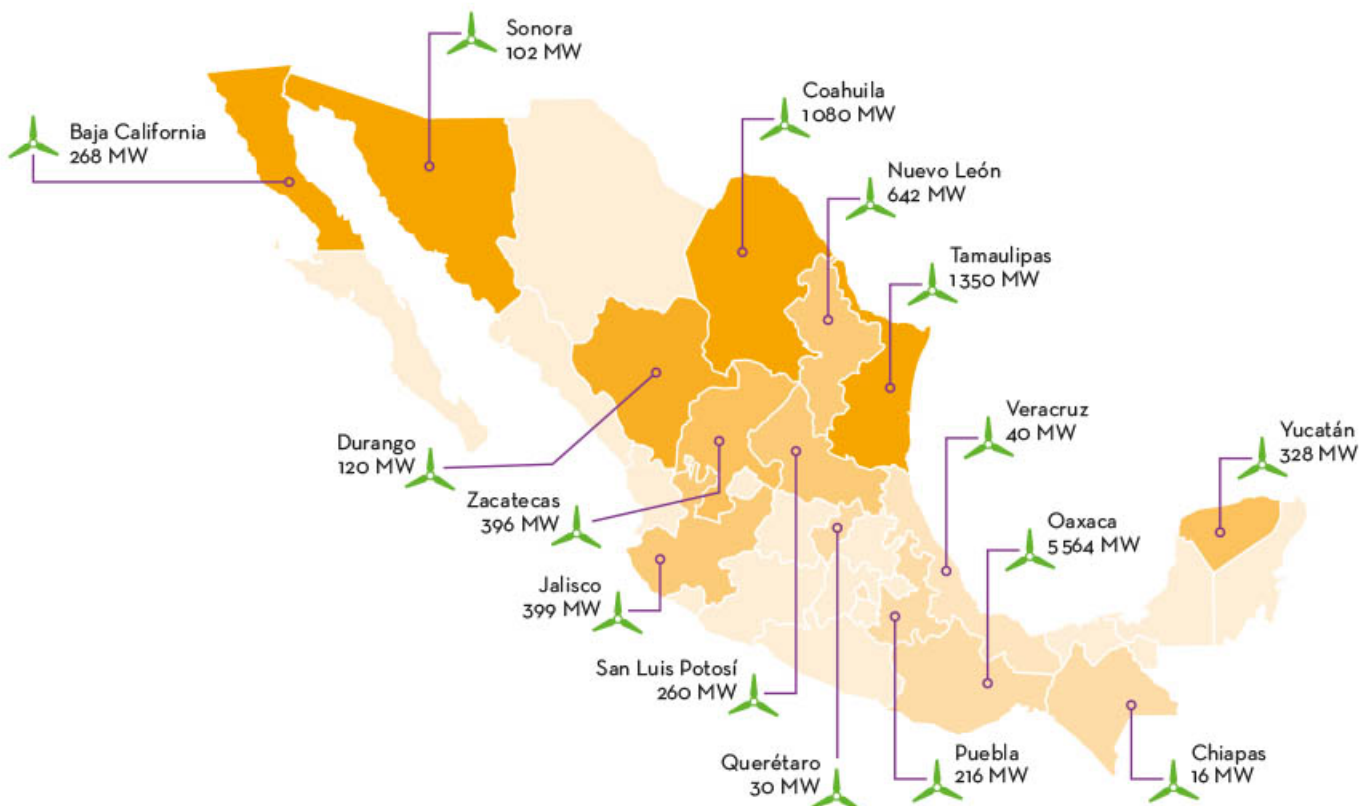 Sonora
102 MW
Baja California
268 MW
Coahuila
1 080 MW
Nuevo León
642 MW
Tamaulipas
1 350 MW
Veracruz
40 MW
Yucatán
328 MW
Durango
120 MW
Zacatecas
396 MW
Oaxaca
5 564 MW
Jalisco
399 MW
San Luis Potosí
260 MW
Querétaro
30 MW
Puebla
216 MW
Chiapas
16 MW